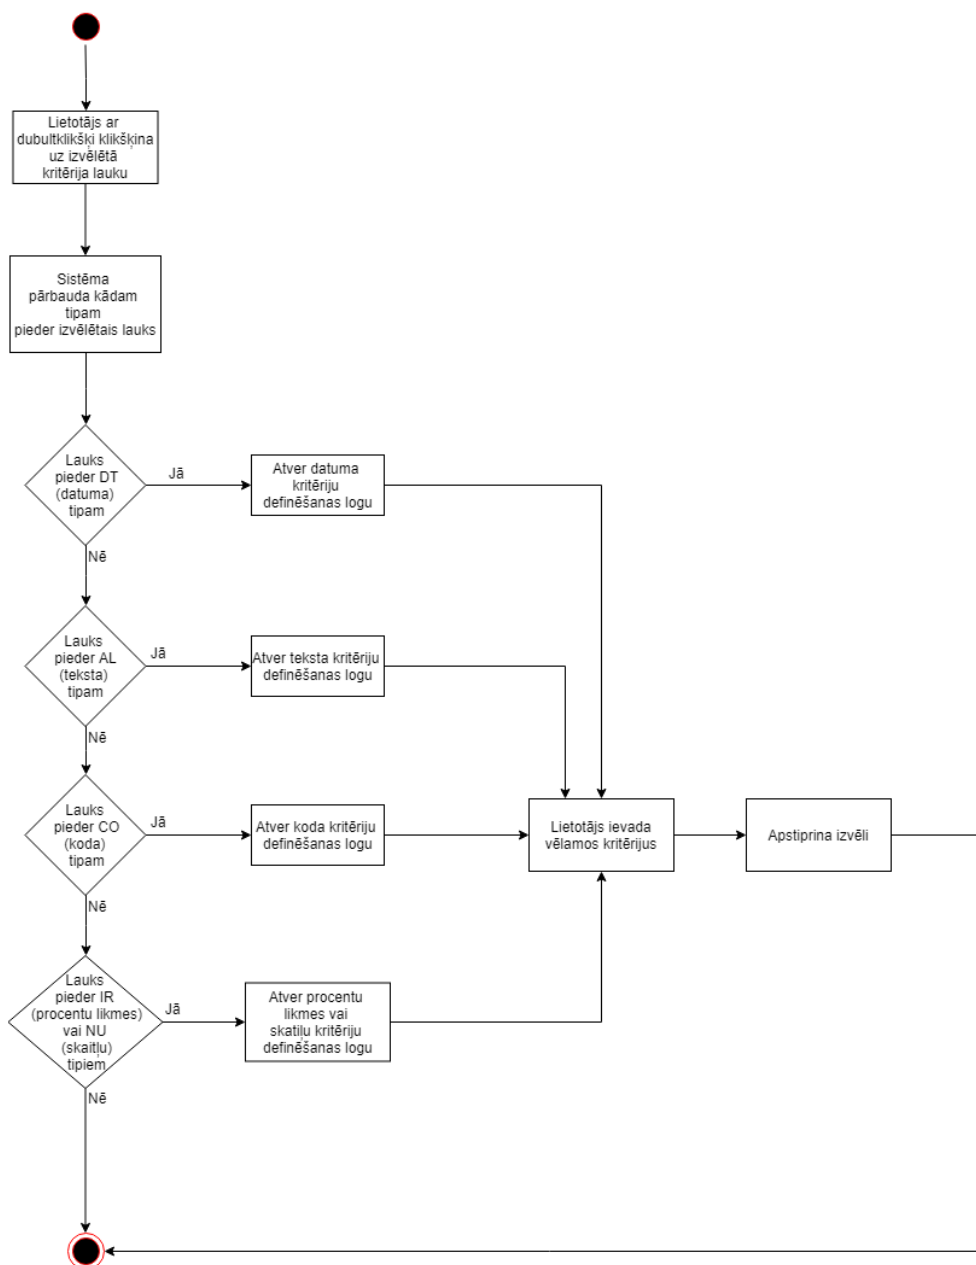 Lietotājs ar
dubultklikšķi klikšķina
uz izvēlētā
kritērija lauku
Sistēma
pārbauda kādam
tipam
pieder izvēlētais lauks
Lauks
pieder DT
(datuma)
tipam
Jā
Atver datuma
kritēriju
definēšanas logu
Nē
Lauks
pieder AL
(teksta)
tipam
Jā
Atver teksta kritēriju
definēšanas logu
Nē
Lauks
pieder CO
(koda)
tipam
Jā
Atver koda kritēriju
definēšanas logu
Lietotājs ievada
vēlamos kritērijus
Apstiprina izvēli
Nē
Lauks
pieder IR
(procentu likmes)
vai NU
(skaitļu)
tipiem
Jā
Atver procentu
likmes vai
skatiļu kritēriju
definēšanas logu
Nē